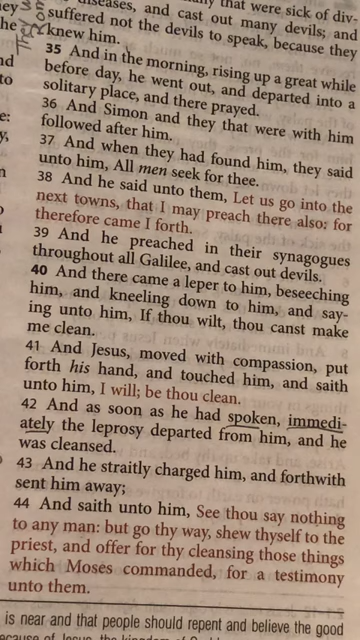 many that were sick of div-
diseases, and cast out many devils; and
suffered not the devils to speak, because they
knew him.
35 And in the morning, rising up a great while
before day, he went out, and departed into a
solitary place, and there prayed.
36 And Simon and they that were with him
followed after him.
37 And when they had found him, they said
unto him, All men seek for thee.
38 And he said unto them, Let us go into the
next towns, that I may preach there also: for
therefore came I forth.
39 And he preached in their synagogues
throughout all Galilee, and cast out devils.
40 And there came a leper to him, beseeching
him, and kneeling down to him, and say-
ing unto him, If thou wilt, thou canst make
me clean.
41 And Jesus, moved with compassion, put
forth his hand, and touched him, and saith
unto him, I will; be thou clean.
42 And as soon as he had spoken, immedi-
ately the leprosy departed from him, and he
was cleansed.
43 And he straitly charged him, and forthwith
sent him away;
44 And saith unto him, See thou say nothing
to any man: but go thy way, shew thyself to the
priest, and offer for thy cleansing those things
which Moses commanded, for a testimony
unto them.
is near and that people should repent and believe the good